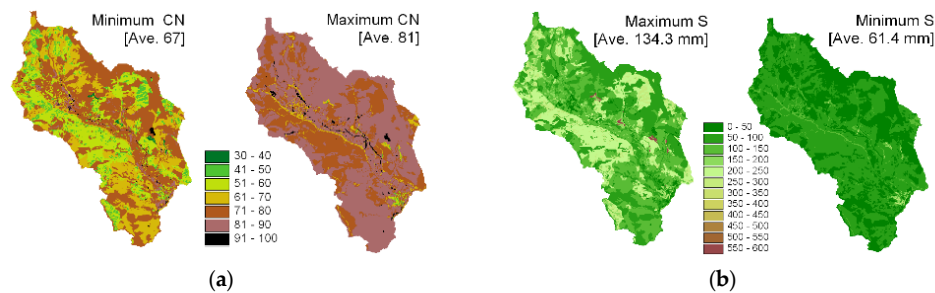 Minimum CN
[Ave. 67]
Maximum CN
[Ave. 81]
30 - 40
41 - 50
51 - 60
61 - 70
71 - 80
81 - 90
91 - 100
(a)
Maximum S
[Ave. 134.3 mm]
Minimum S
[Ave. 61.4 mm]
0 - 50
50 - 100
100 - 150
150 - 200
200 - 250
250 - 300
300 - 350
350 - 400
400 - 450
450 - 500
500 - 550
550 - 600
(b)